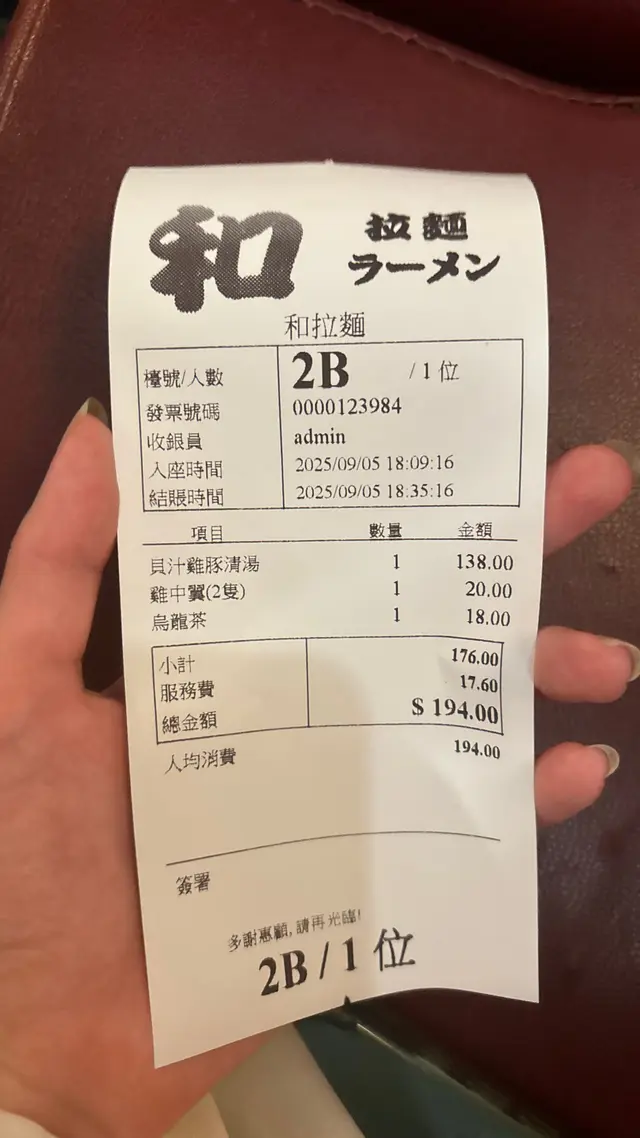 和 拉麵
ラーメン
和拉麵
檯號/人數 2B / 1 位
發票號碼 0000123984
收銀員 admin
入座時間 2025/09/05 18:09:16
結賬時間 2025/09/05 18:35:16
項目 數量 金額
貝汁雞豚清湯 1 138.00
雞中翼(2隻) 1 20.00
烏龍茶 1 18.00
小計 176.00
服務費 17.60
總金額 $ 194.00
人均消費 194.00
簽署
多謝惠顧,請再光臨!
2B / 1 位